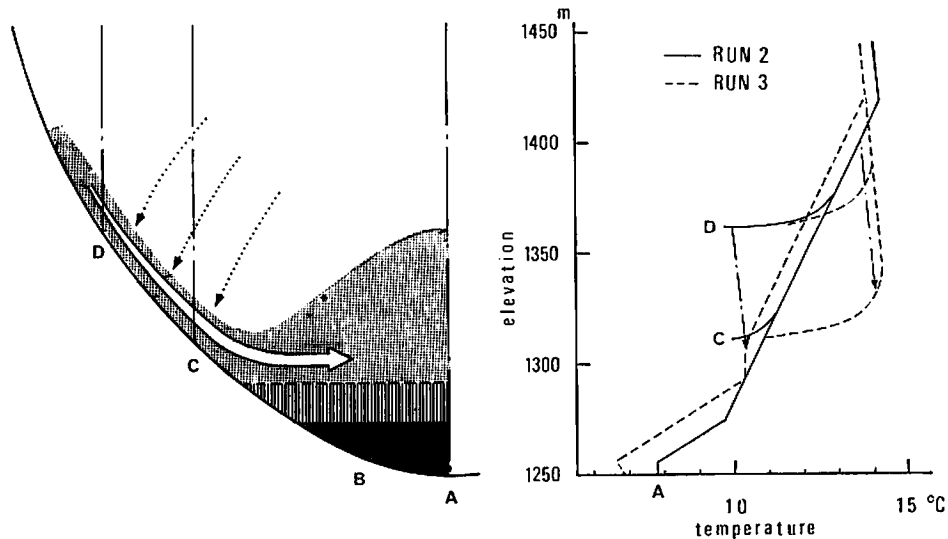 D
C
B
A
m
1450
1400
1350
1300
1250
elevation
RUN 2
RUN 3
D
C
A
10
15 °C
temperature